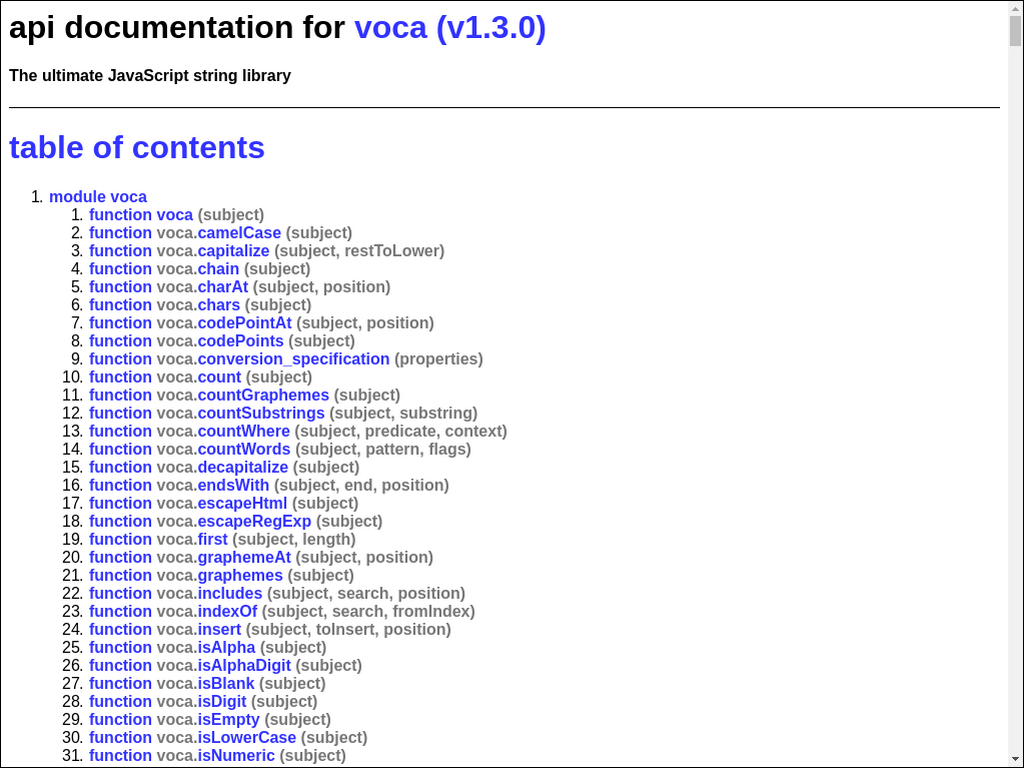 api documentation for voca (v1.3.0)
The ultimate JavaScript string library
table of contents
1. module voca
1. function voca (subject)
2. function voca.camelCase (subject)
3. function voca.capitalize (subject, restToLower)
4. function voca.chain (subject)
5. function voca.charAt (subject, position)
6. function voca.chars (subject)
7. function voca.codePointAt (subject, position)
8. function voca.codePoints (subject)
9. function voca.conversion_specification (properties)
10. function voca.count (subject)
11. function voca.countGraphemes (subject)
12. function voca.countSubstrings (subject, substring)
13. function voca.countWhere (subject, predicate, context)
14. function voca.countWords (subject, pattern, flags)
15. function voca.decapitalize (subject)
16. function voca.endsWith (subject, end, position)
17. function voca.escapeHtml (subject)
18. function voca.escapeRegExp (subject)
19. function voca.first (subject, length)
20. function voca.graphemeAt (subject, position)
21. function voca.graphemes (subject)
22. function voca.includes (subject, search, position)
23. function voca.indexOf (subject, search, fromIndex)
24. function voca.insert (subject, toInsert, position)
25. function voca.isAlpha (subject)
26. function voca.isAlphaDigit (subject)
27. function voca.isBlank (subject)
28. function voca.isDigit (subject)
29. function voca.isEmpty (subject)
30. function voca.isLowerCase (subject)
31. function voca.isNumeric (subject)